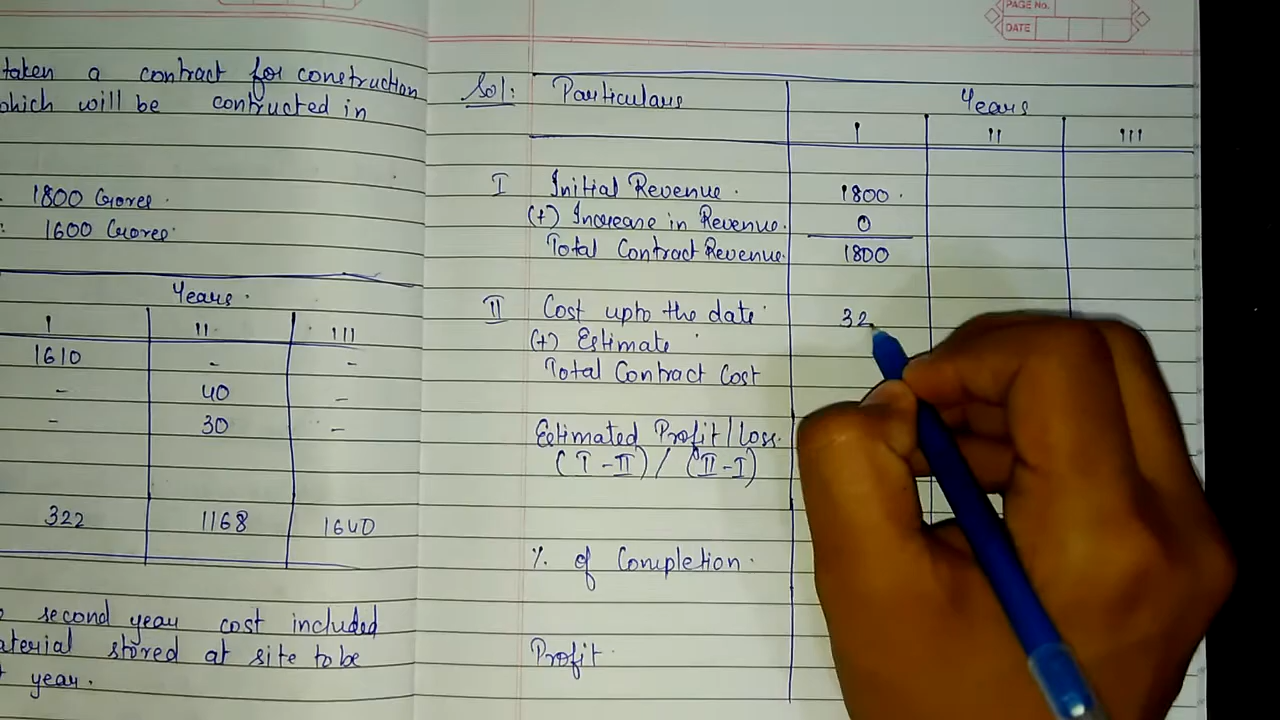 taken a contract for construction
which will be contructed in
1800 Crores.
: 1600 Crores.
Years.
I II III
1610 - -
- 40 -
- 30 -
322 1168 1640
second year cost included
aterial stored at site to be
year.
PAGE No.
DATE
Sol: Particulars Years
I II III
I Initial Revenue. 1800.
(+) Increase in Revenue. 0
Total Contract Revenue. 1800
II Cost upto the date 32
(+) Estimate
Total Contract Cost
Estimated Profit/Loss.
(I-II) / (II-I)
% of Completion.
Profit.